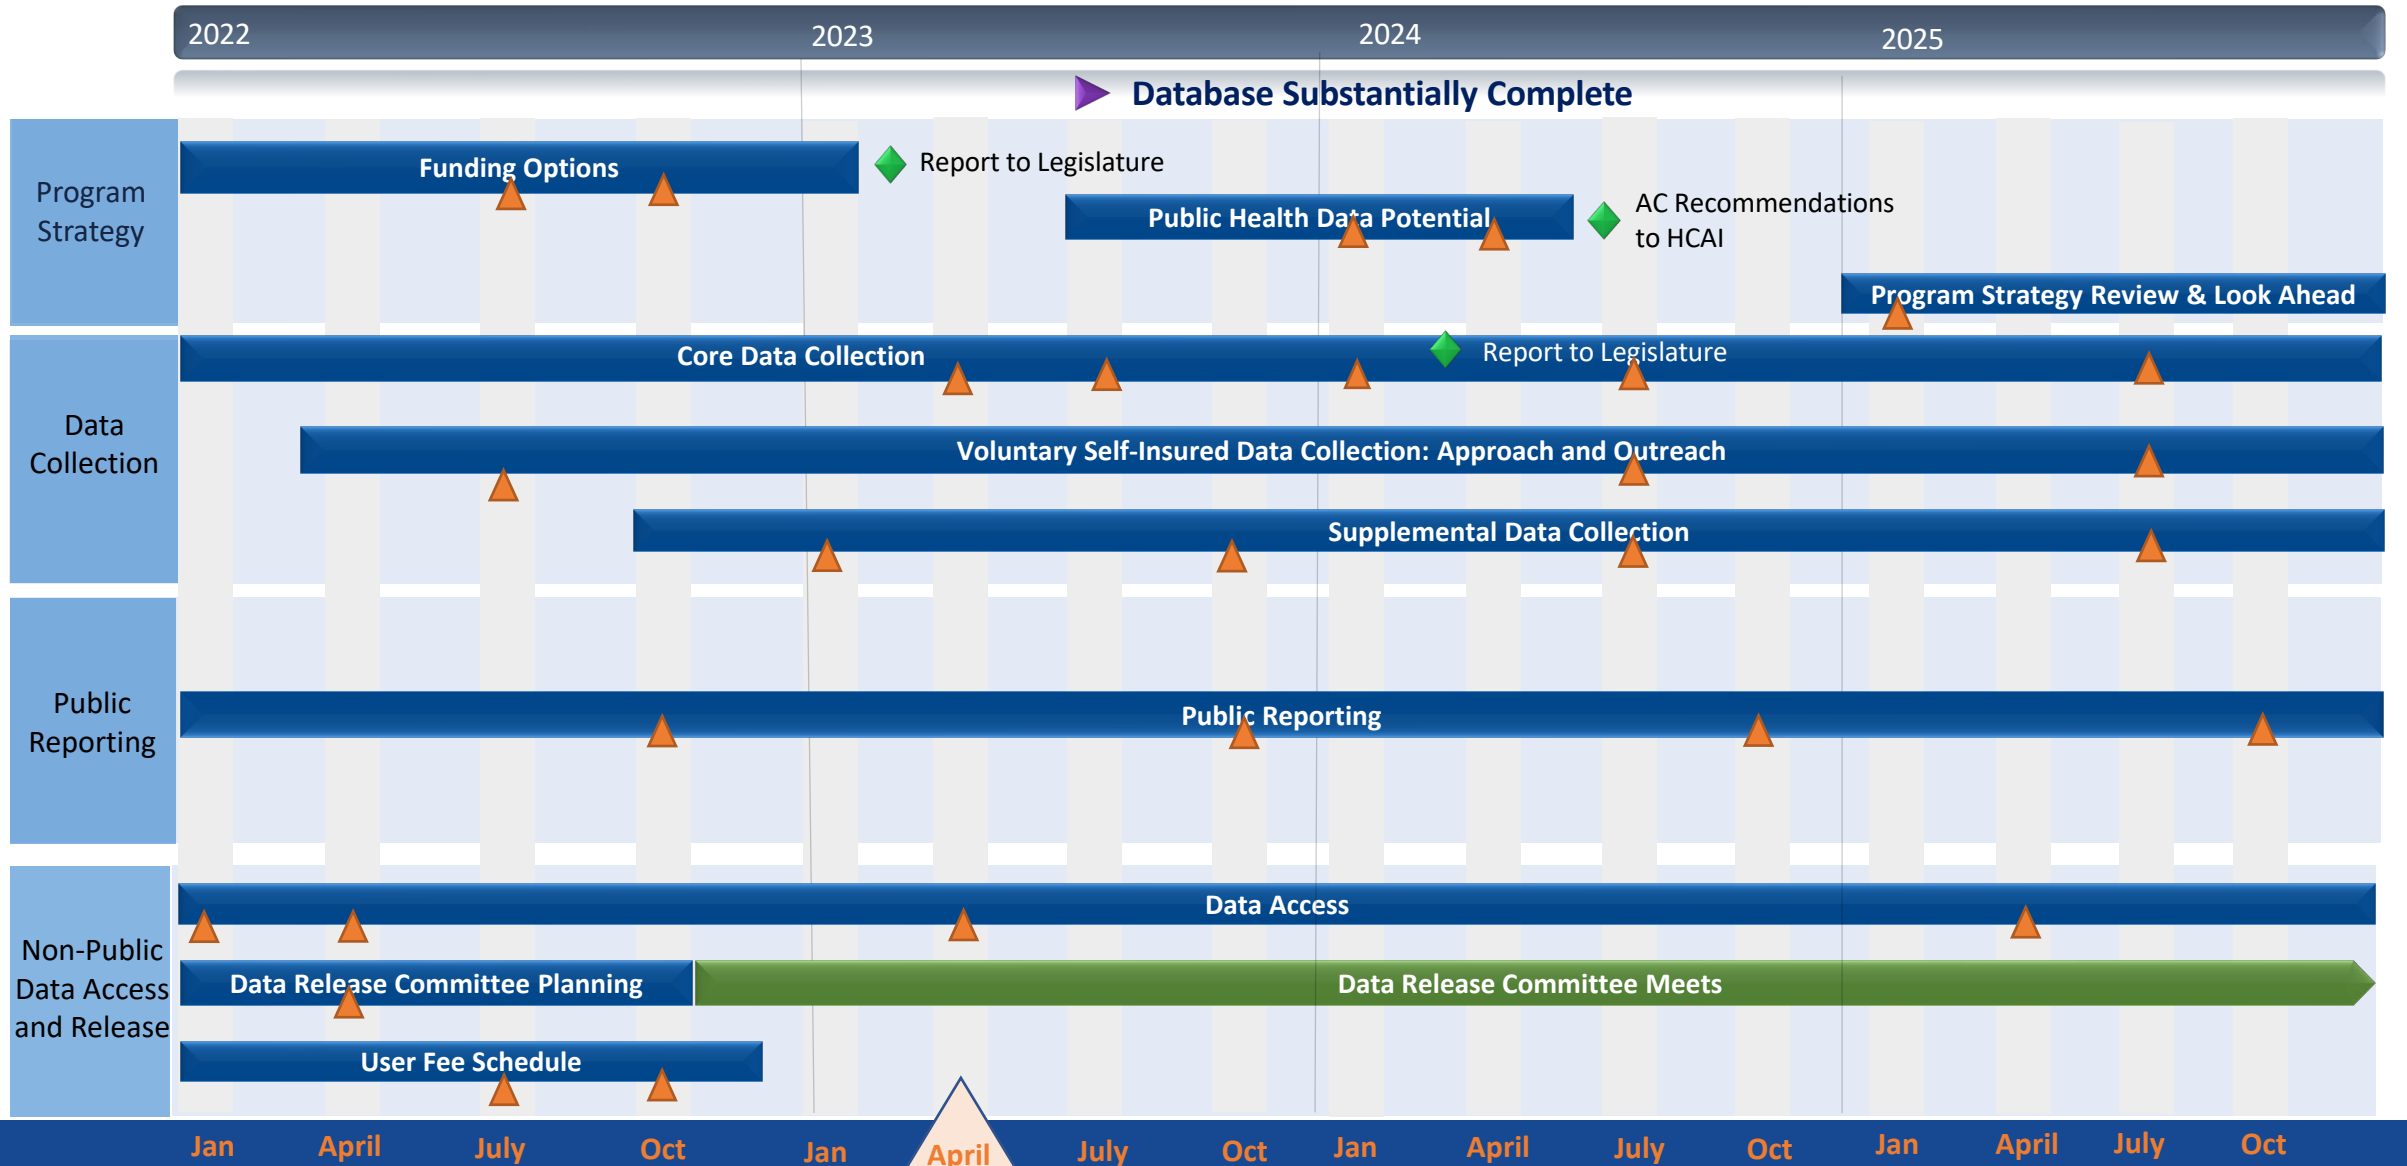 2022
2023
2024
2025
Database Substantially Complete
Program
Strategy
Funding Options
Report to Legislature
Public Health Data Potential
AC Recommendations
to HCAI
Program Strategy Review & Look Ahead
Data
Collection
Core Data Collection
Report to Legislature
Voluntary Self-Insured Data Collection: Approach and Outreach
Supplemental Data Collection
Public
Reporting
Public Reporting
Non-Public
Data Access
and Release
Data Access
Data Release Committee Planning
Data Release Committee Meets
User Fee Schedule
Jan
April
July
Oct
Jan
April
July
Oct
Jan
April
July
Oct
Jan
April
July
Oct